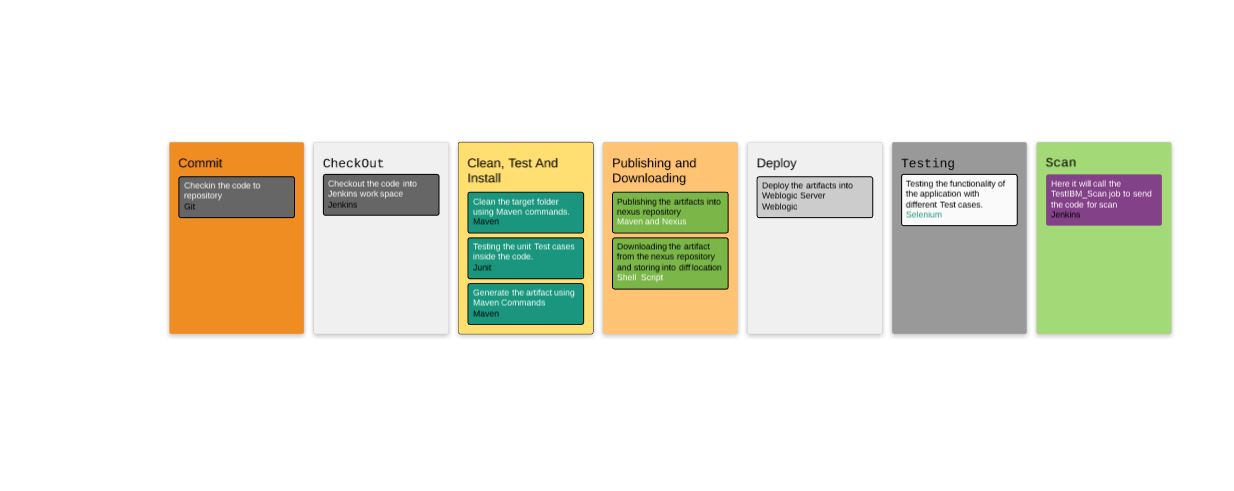 Commit
Checkin the code to
repository
Git
CheckOut
Checkout the code into
Jenkins work space
Jenkins
Clean, Test And
Install
Clean the target folder
using Maven commands.
Maven
Testing the unit Test cases
inside the code.
Junit
Generate the artifact using
Maven Commands
Maven
Publishing and
Downloading
Publishing the artifacts into
nexus repository
Maven and Nexus
Downloading the artifact
from the nexus repository
and storing into diff location
Shell Script
Deploy
Deploy the artifacts into
Weblogic Server
Weblogic
Testing
Testing the functionality of
the application with
different Test cases.
Selenium
Scan
Here it will call the
TestIBM_Scan job to send
the code for scan
Jenkins